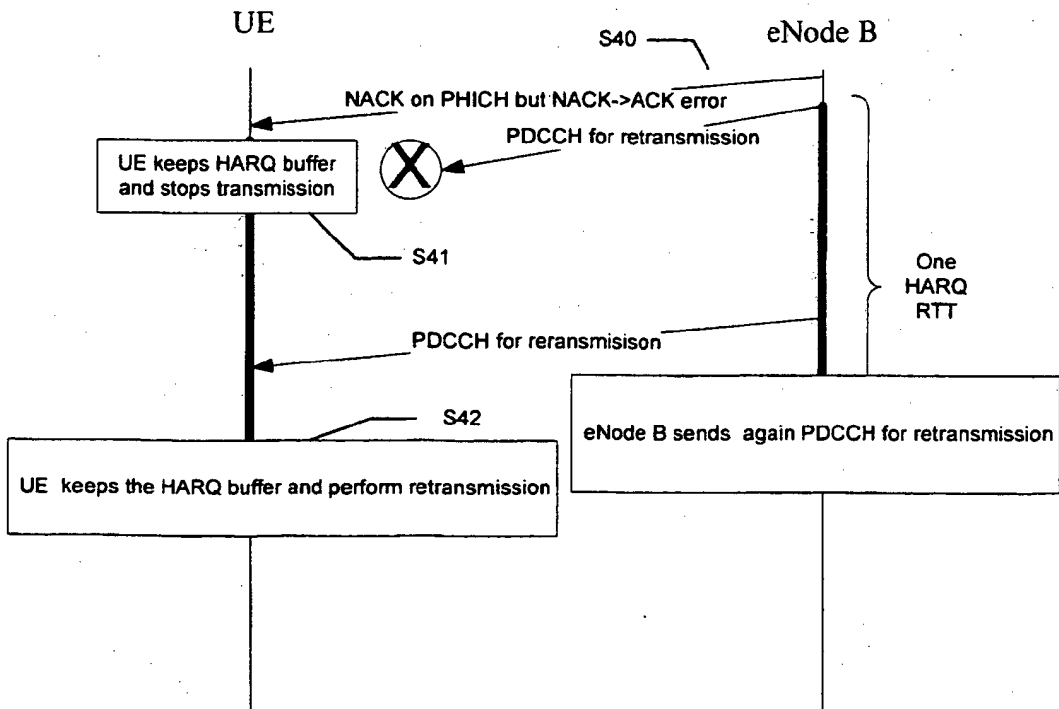 UE
eNode B
S40
NACK on PHICH but NACK->ACK error
PDCCH for retransmission
UE keeps HARQ buffer
and stops transmission
S41
One
HARQ
RTT
PDCCH for reransmisison
S42
eNode B sends again PDCCH for retransmission
UE keeps the HARQ buffer and perform retransmission